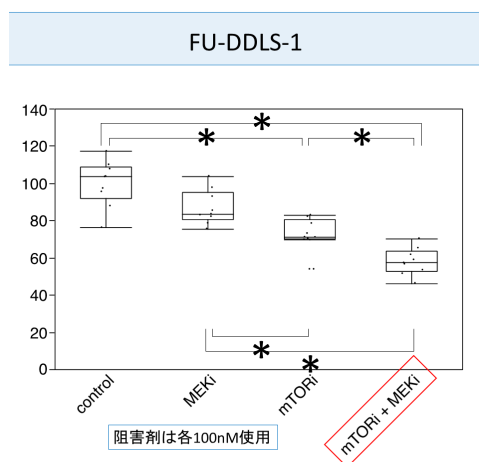 FU-DDLS-1
140
120
100
80
60
40
20
0
*
*
*
*
*
control
MEKi
mTORi
mTORi + MEKi
阻害剤は各100nM使用